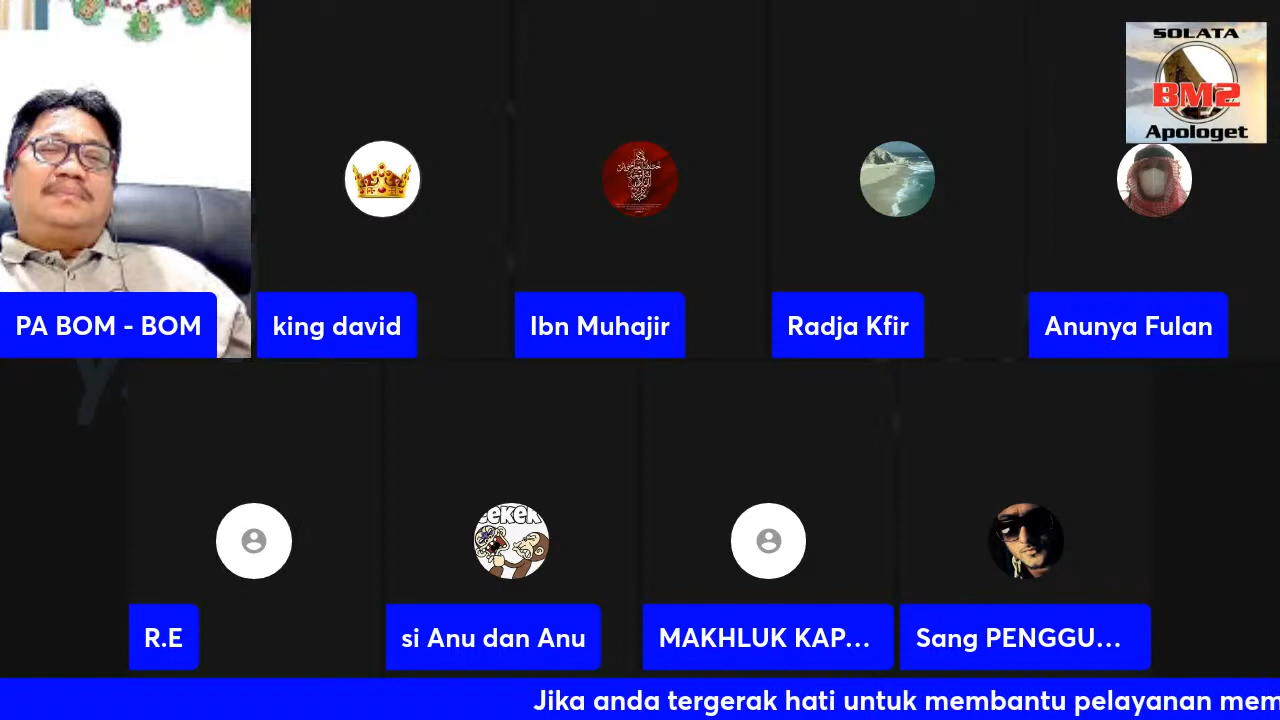 SOLATA
BM2
Apologet
PA BOM - BOM
king david
Ibn Muhajir
Radja Kfir
Anunya Fulan
EKEK
R.E
si Anu dan Anu
MAKHLUK KAP...
Sang PENGGU...
Jika anda tergerak hati untuk membantu pelayanan mem